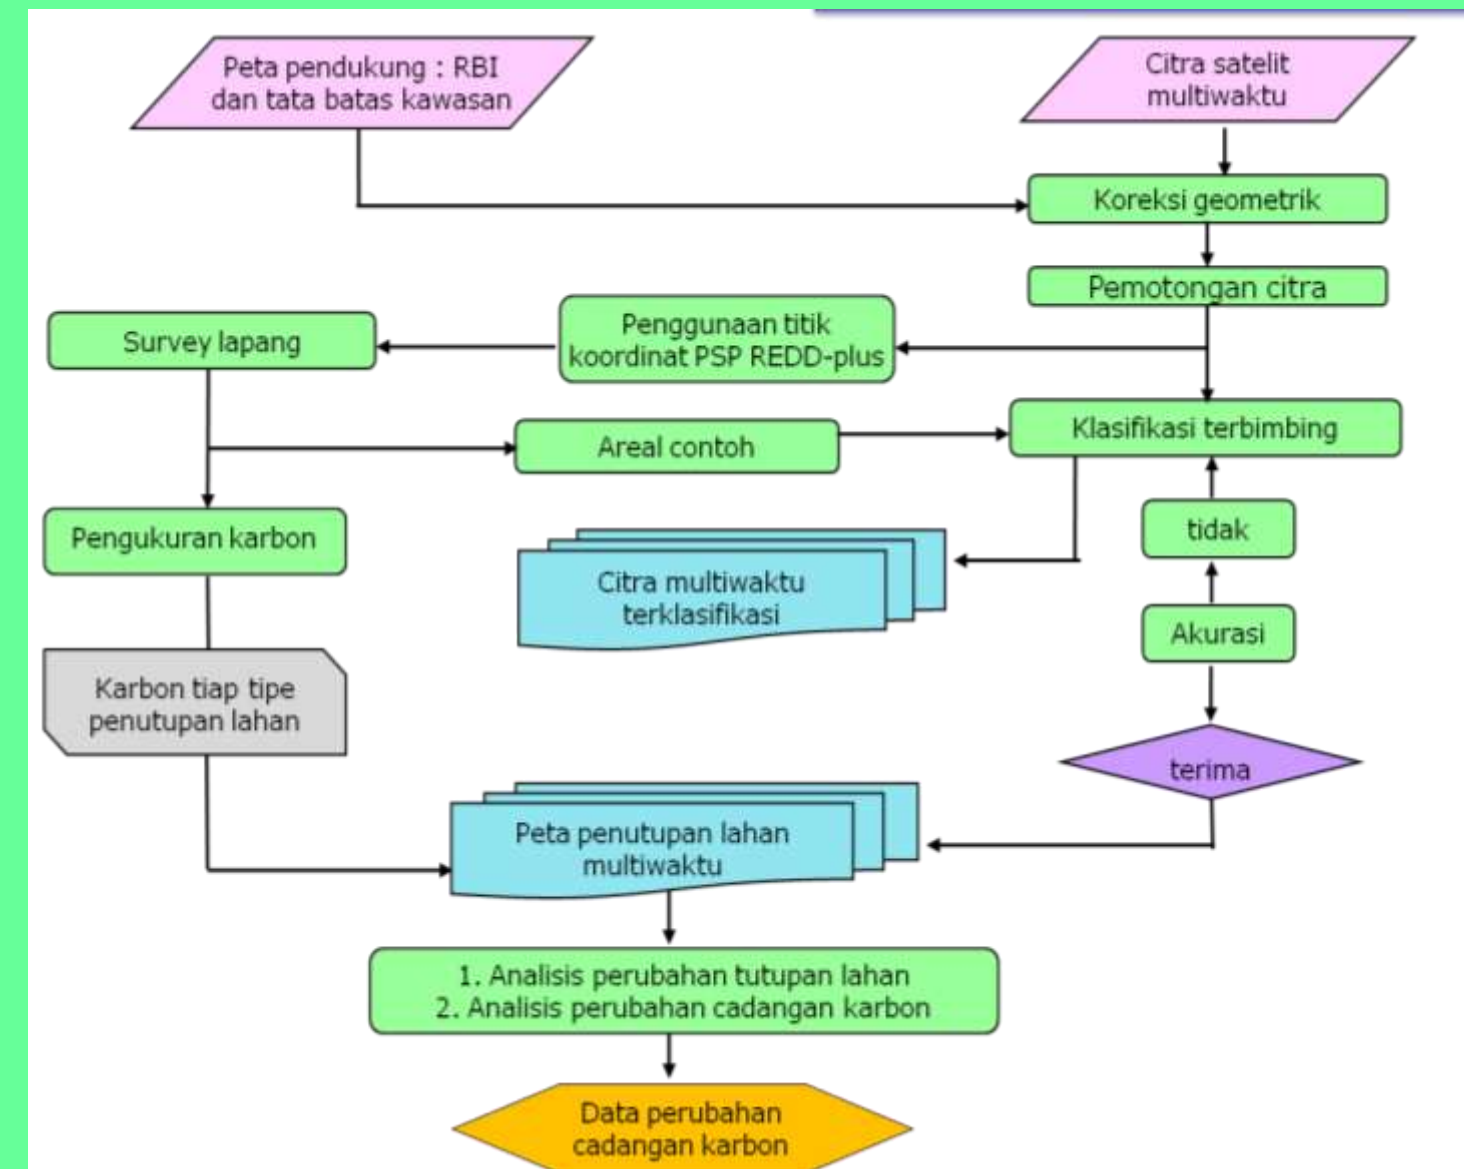 Peta pendukung : RBI
dan tata batas kawasan
Citra satelit
multiwaktu
Koreksi geometrik
Pemotongan citra
Penggunaan titik
koordinat PSP REDD-plus
Survey lapang
Areal contoh
Klasifikasi terbimbing
Pengukuran karbon
tidak
Citra multiwaktu
terklasifikasi
Akurasi
Karbon tiap tipe
penutupan lahan
terima
Peta penutupan lahan
multiwaktu
1. Analisis perubahan tutupan lahan
2. Analisis perubahan cadangan karbon
Data perubahan
cadangan karbon